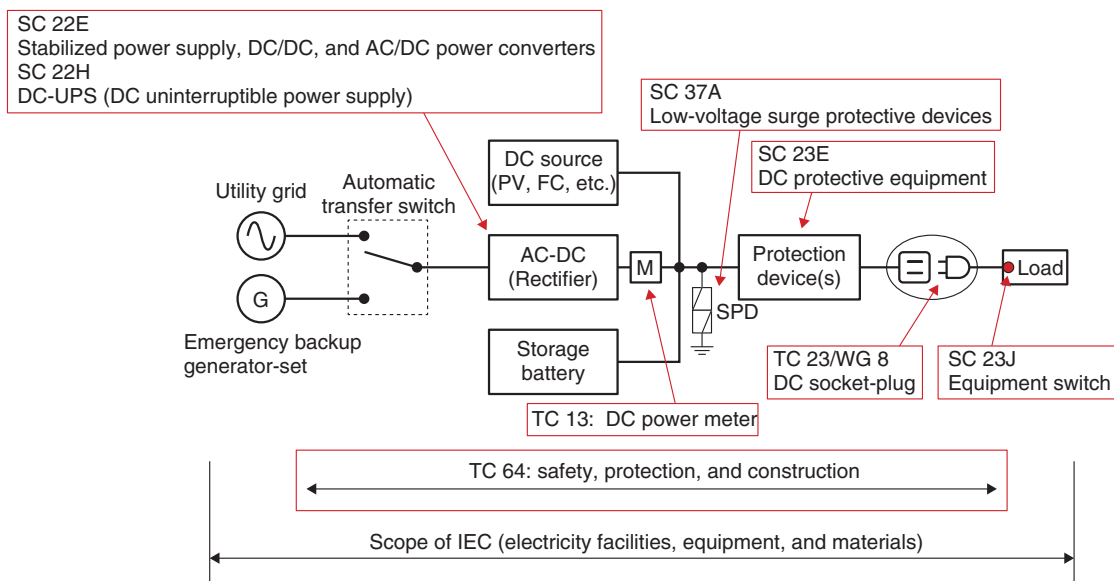 SC 22E
Stabilized power supply, DC/DC, and AC/DC power converters
SC 22H
DC-UPS (DC uninterruptible power supply)
SC 37A
Low-voltage surge protective devices
SC 23E
DC protective equipment
DC source
(PV, FC, etc.)
Utility grid
Automatic
transfer switch
AC-DC
(Rectifier)
M
Protection
device(s)
Load
G
SPD
Emergency backup
generator-set
Storage
battery
TC 23/WG 8
DC socket-plug
SC 23J
Equipment switch
TC 13: DC power meter
TC 64: safety, protection, and construction
Scope of IEC (electricity facilities, equipment, and materials)